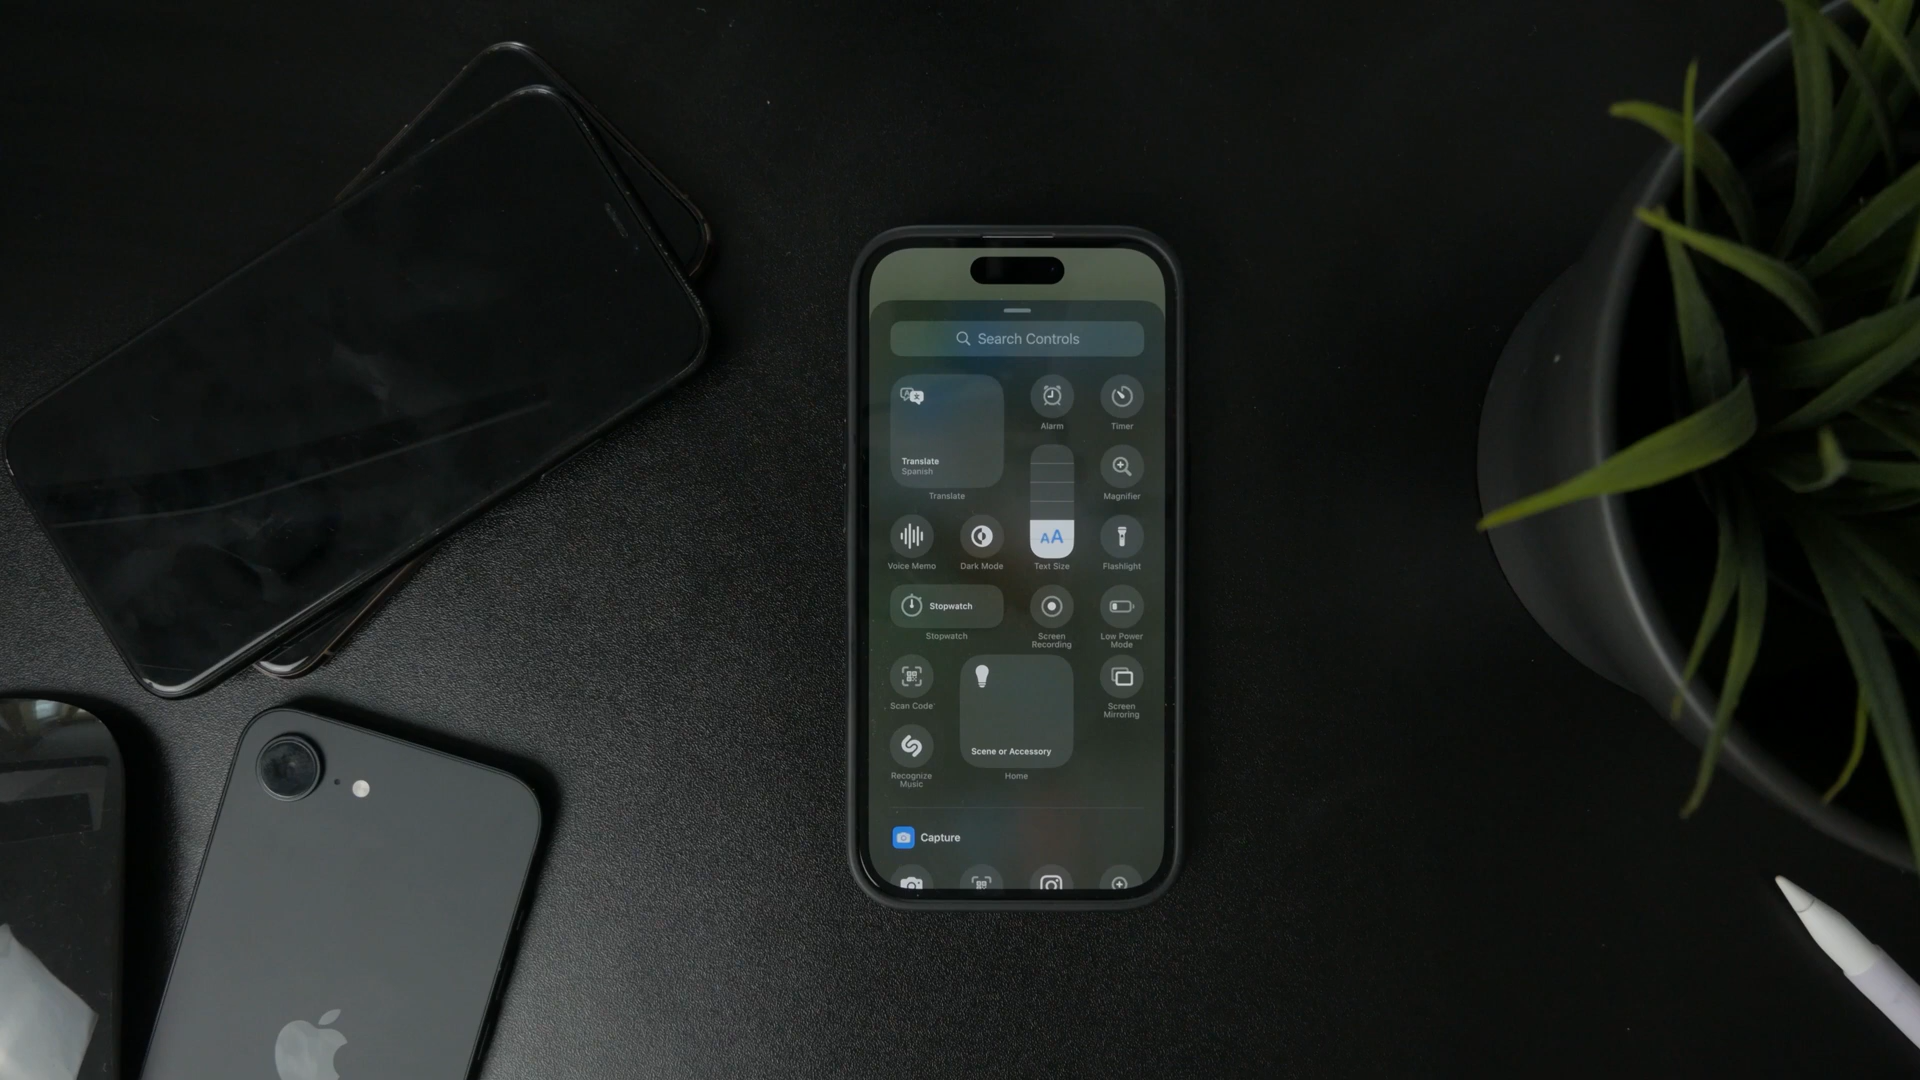 Search Controls
Translate
Spanish
Translate
Alarm
Timer
Magnifier
Voice Memo
Dark Mode
AA
Text Size
Flashlight
Stopwatch
Stopwatch
Screen
Recording
Low Power
Mode
Scan Code
Scene or Accessory
Home
Screen
Mirroring
Recognize
Music
Capture